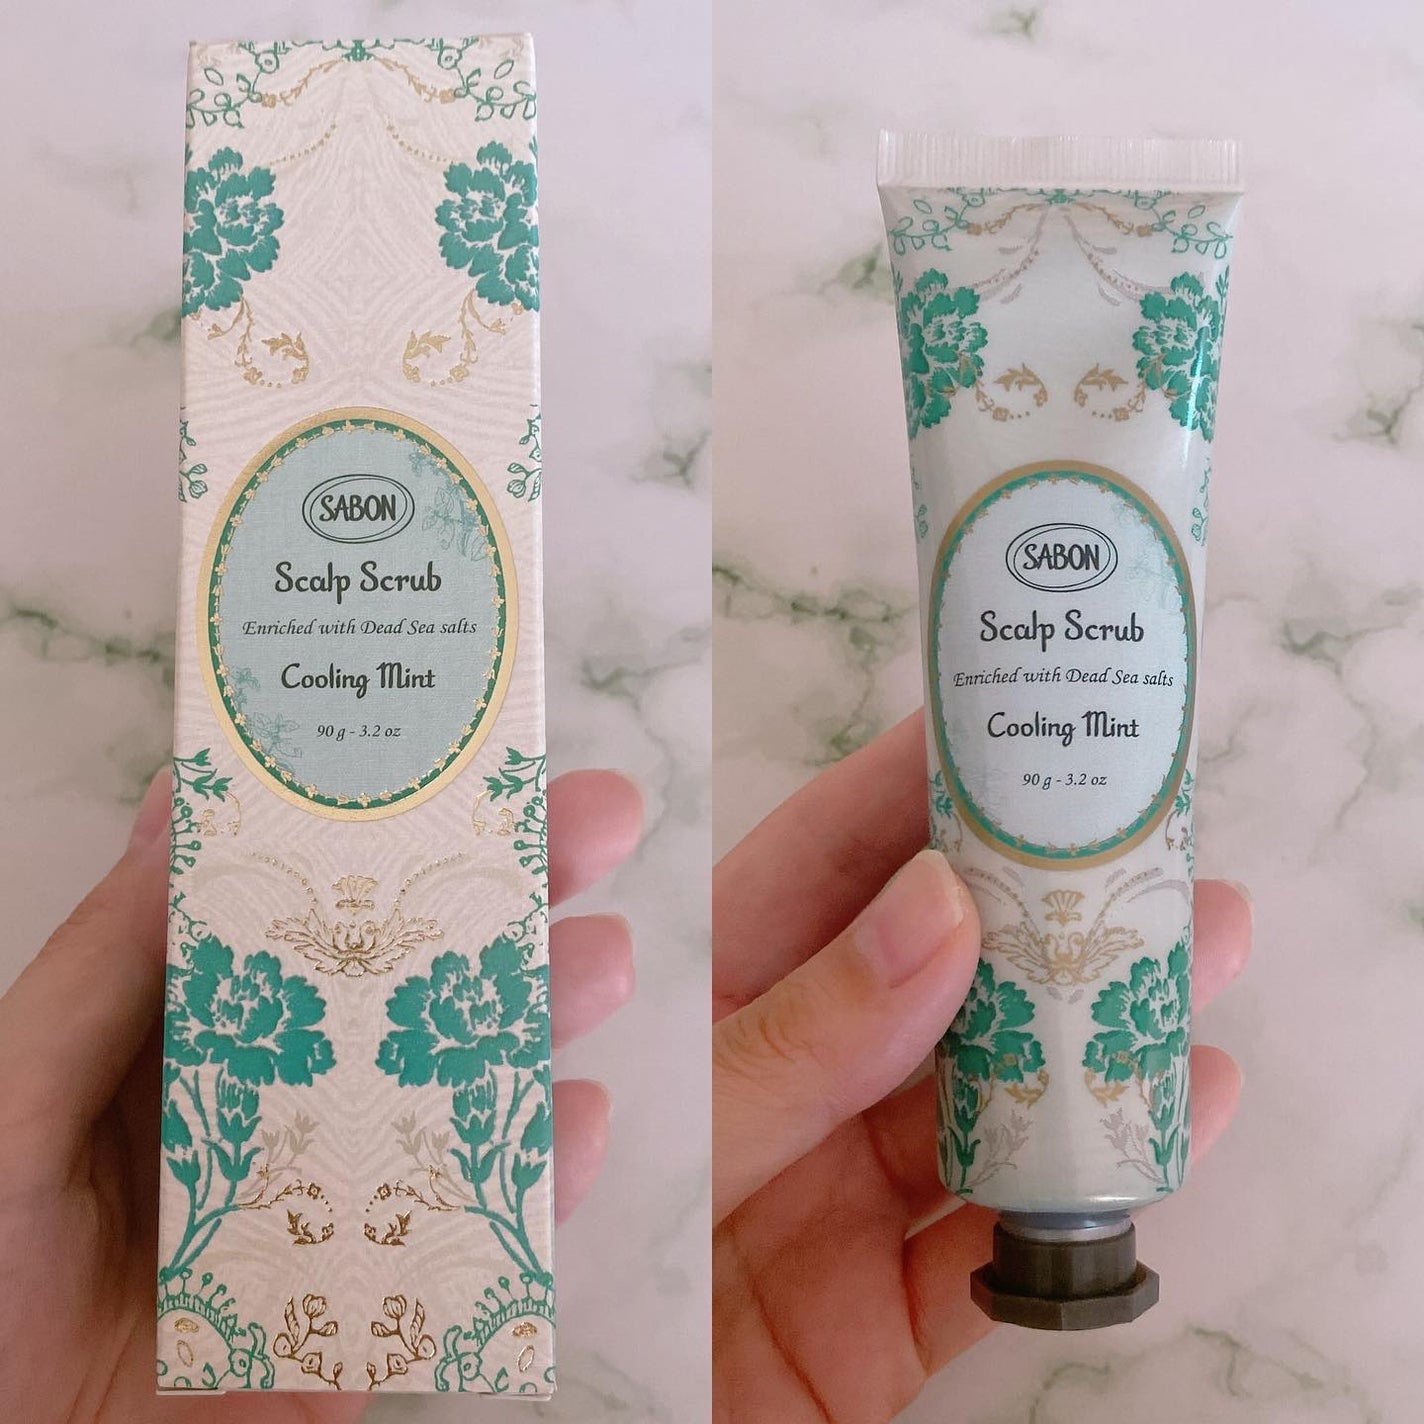 SABON
Scalp Scrub
Enriched with Dead Sea salts
Cooling Mint
90 g - 3.2 oz
SABON
Scalp Scrub
Enriched with Dead Sea salts
Cooling Mint
90 g - 3.2 oz